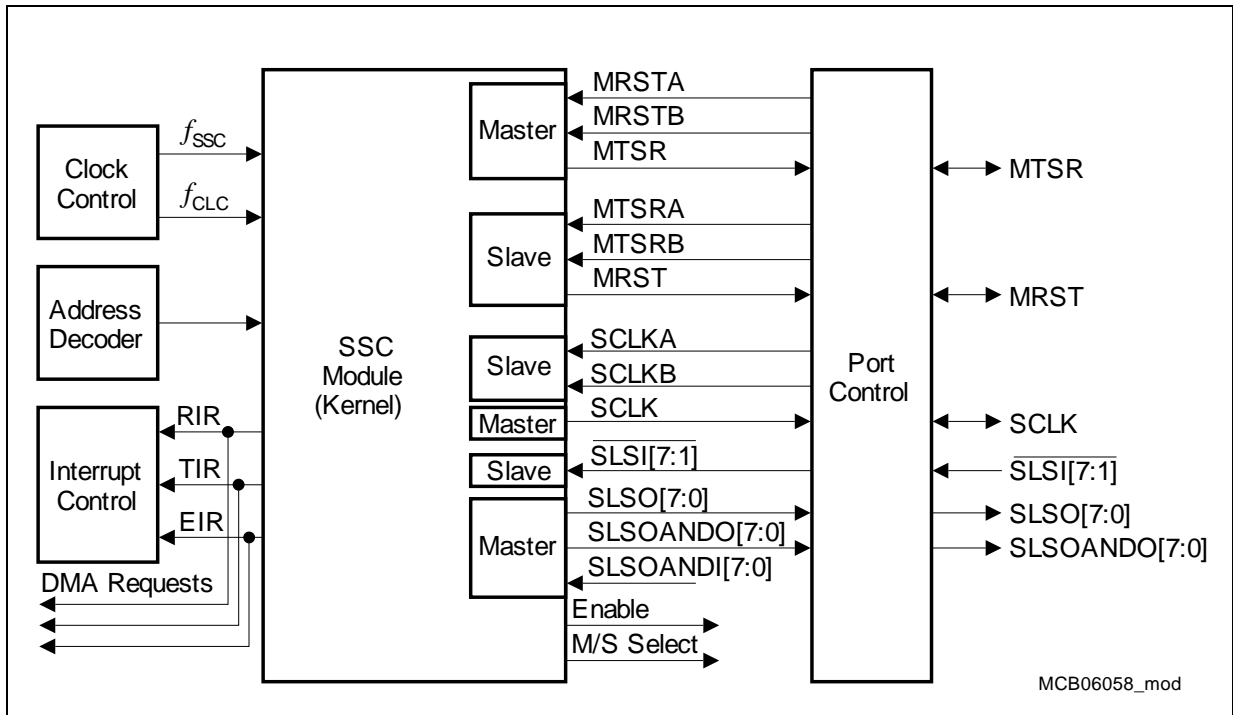 Clock
Control
fSSC
fCLC
Address
Decoder
Interrupt
Control
RIR
TIR
EIR
DMA Requests
SSC
Module
(Kernel)
Master
Slave
Slave
Master
Slave
Master
MRSTA
MRSTB
MTSR
MTSRA
MTSRB
MRST
SCLKA
SCLKB
SCLK
SLSI[7:1]
SLSO[7:0]
SLSOANDO[7:0]
SLSOANDI[7:0]
Enable
M/S Select
Port
Control
MTSR
MRST
SCLK
SLSI[7:1]
SLSO[7:0]
SLSOANDO[7:0]
MCB06058_mod